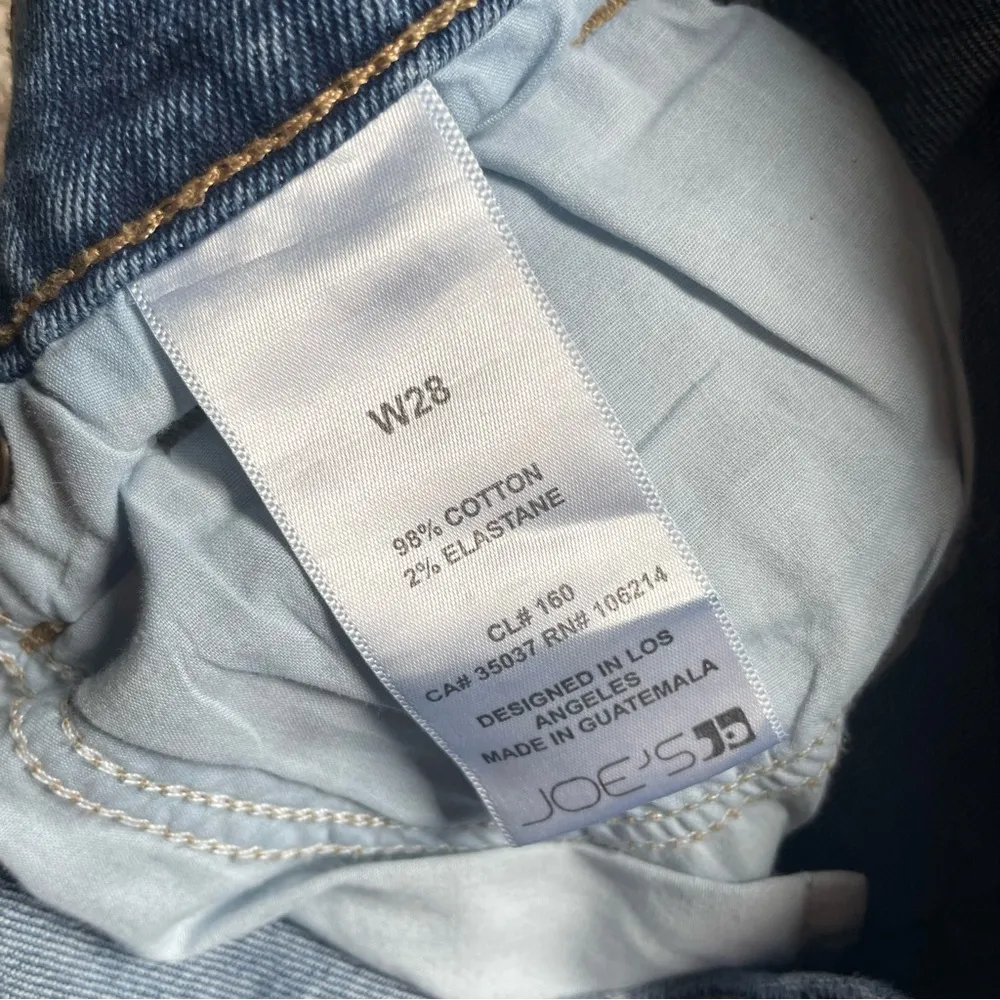 W28
98% COTTON
2% ELASTANE
CL# 160
CA# 35037 RN# 106214
DESIGNED IN LOS
ANGELES
MADE IN GUATEMALA
JOE'S